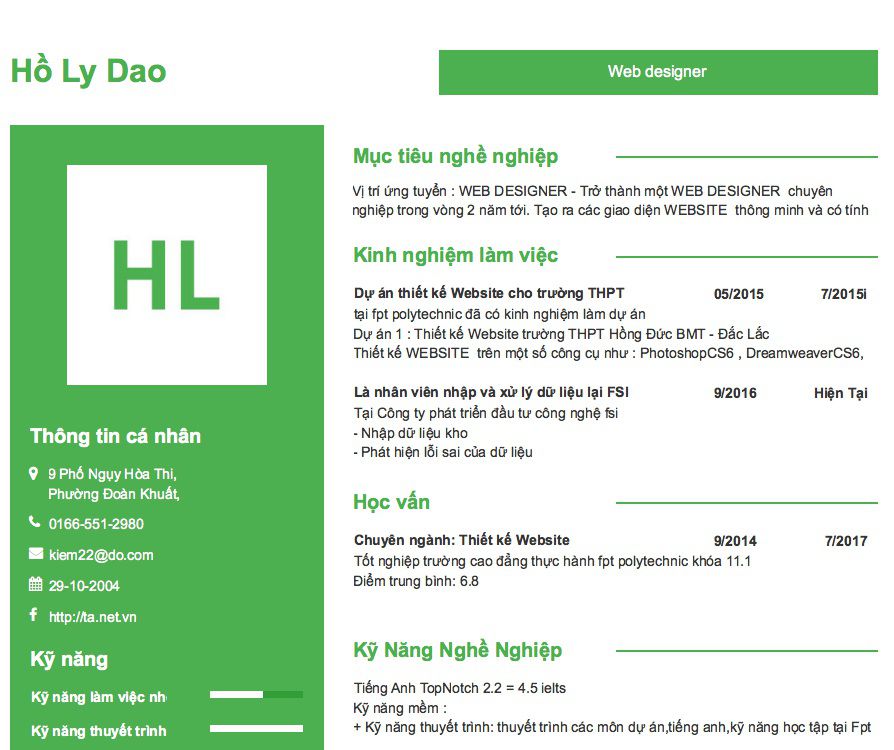 Hồ Ly Dao
Web designer
HL
Thông tin cá nhân
9 Phố Ngụy Hòa Thi,
Phường Đoàn Khuất,
0166-551-2980
kiem22@do.com
29-10-2004
http://ta.net.vn
Kỹ năng
Kỹ năng làm việc nh
Kỹ năng thuyết trình
Mục tiêu nghề nghiệp
Vị trí ứng tuyển : WEB DESIGNER - Trở thành một WEB DESIGNER chuyên
nghiệp trong vòng 2 năm tới. Tạo ra các giao diện WEBSITE thông minh và có tính
Kinh nghiệm làm việc
Dự án thiết kế Website cho trường THPT 05/2015 7/2015i
tại fpt polytechnic đã có kinh nghiệm làm dự án
Dự án 1 : Thiết kế Website trường THPT Hồng Đức BMT - Đắc Lắc
Thiết kế WEBSITE trên một số công cụ như : PhotoshopCS6 , DreamweaverCS6,
Là nhân viên nhập và xử lý dữ liệu lại FSI 9/2016 Hiện Tại
Tại Công ty phát triển đầu tư công nghệ fsi
- Nhập dữ liệu kho
- Phát hiện lỗi sai của dữ liệu
Học vấn
Chuyên ngành: Thiết kế Website 9/2014 7/2017
Tốt nghiệp trường cao đẳng thực hành fpt polytechnic khóa 11.1
Điểm trung bình: 6.8
Kỹ Năng Nghề Nghiệp
Tiếng Anh TopNotch 2.2 = 4.5 ielts
Kỹ năng mềm :
+ Kỹ năng thuyết trình: thuyết trình các môn dự án,tiếng anh,kỹ năng học tập tại Fpt